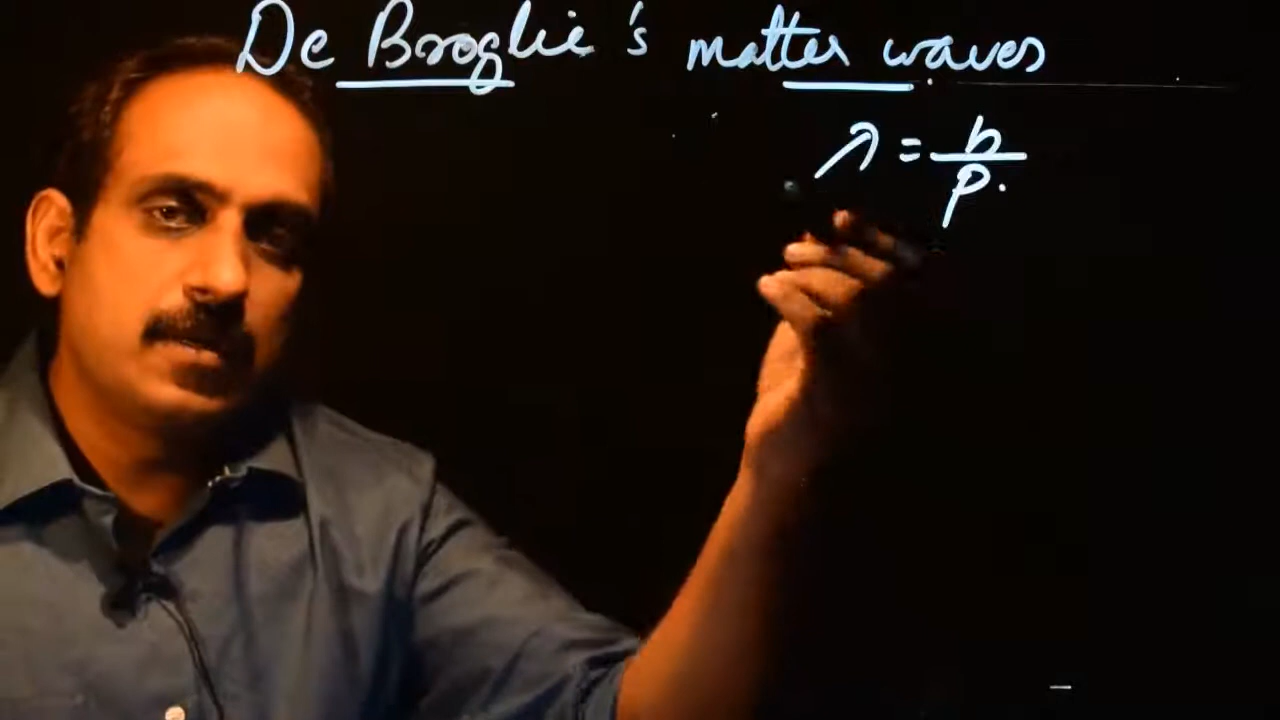 De Broglie's matter waves
λ = h/p.